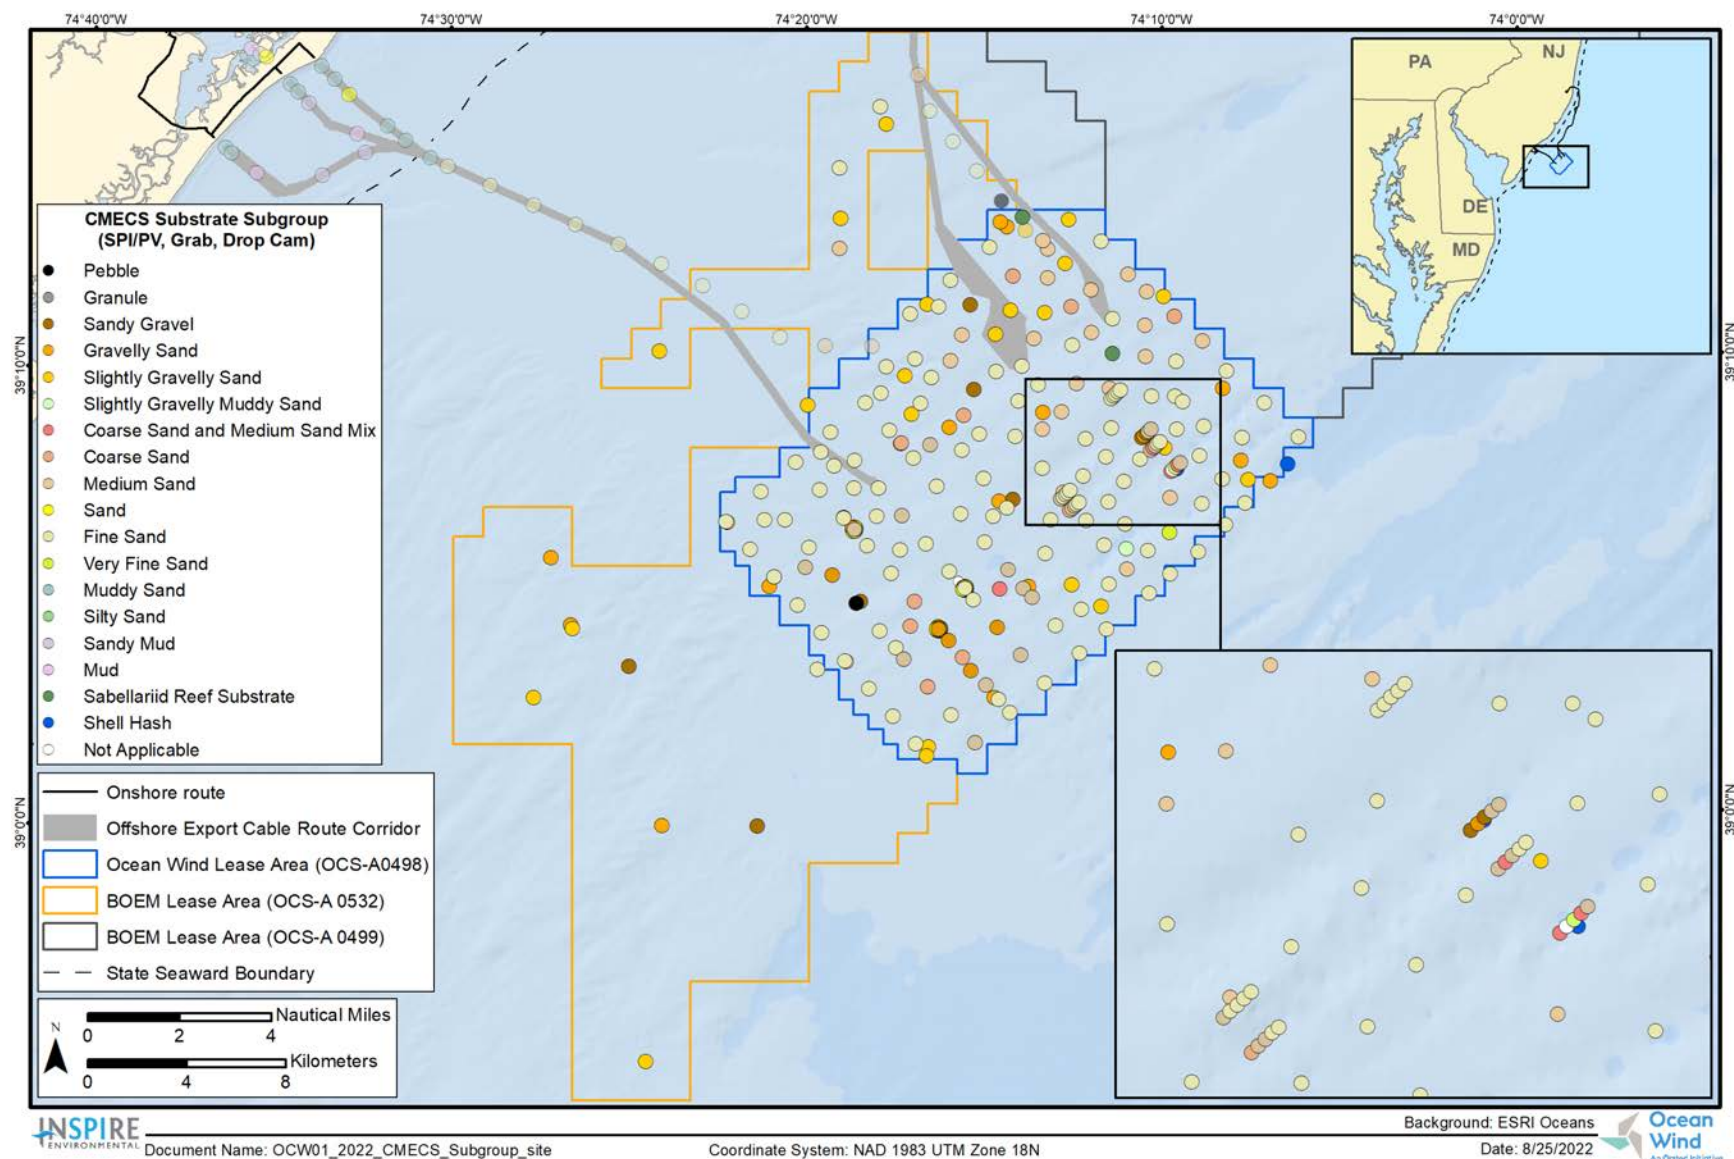 74°40'0"W 74°30'0"W 74°20'0"W 74°10'0"W 74°0'0"W
PA
NJ
DE
MD
CMECS Substrate Subgroup
(SPI/PV, Grab, Drop Cam)
Pebble
Granule
Sandy Gravel
Gravelly Sand
Slightly Gravelly Sand
Slightly Gravelly Muddy Sand
Coarse Sand and Medium Sand Mix
Coarse Sand
Medium Sand
Sand
Fine Sand
Very Fine Sand
Muddy Sand
Silty Sand
Sandy Mud
Mud
Sabellariid Reef Substrate
Shell Hash
Not Applicable
39°10'0"N 39°10'0"N
Onshore route
Offshore Export Cable Route Corridor
Ocean Wind Lease Area (OCS-A0498)
BOEM Lease Area (OCS-A 0532)
BOEM Lease Area (OCS-A 0499)
State Seaward Boundary
39°0'0"N 39°0'0"N
N
Nautical Miles
0 2 4
Kilometers
0 4 8
INSPIRE
ENVIRONMENTAL
Document Name: OCW01_2022_CMECS_Subgroup_site
Coordinate System: NAD 1983 UTM Zone 18N
Background: ESRI Oceans
Date: 8/25/2022
Ocean
Wind